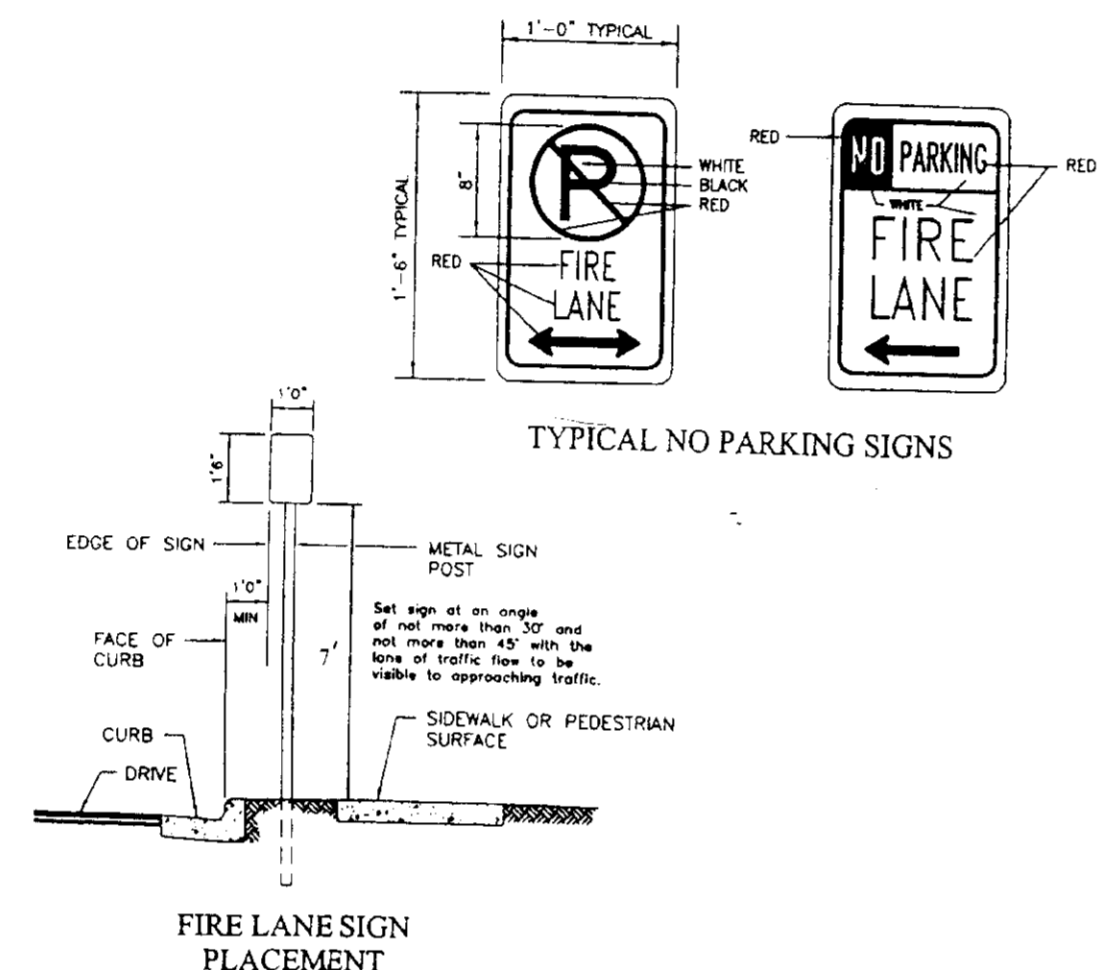 1'-0" TYPICAL
1'-6" TYPICAL
8"
P
WHITE
BLACK
RED
RED
FIRE
LANE
RED
NO PARKING
RED
WHITE
FIRE
LANE
TYPICAL NO PARKING SIGNS
1'0"
1'6"
EDGE OF SIGN
METAL SIGN
POST
1'0"
MIN
FACE OF
CURB
7'
Set sign at an angle
of not more than 30° and
not more than 45° with the
lane of traffic flow to be
visible to approaching traffic.
CURB
DRIVE
SIDEWALK OR PEDESTRIAN
SURFACE
FIRE LANE SIGN
PLACEMENT